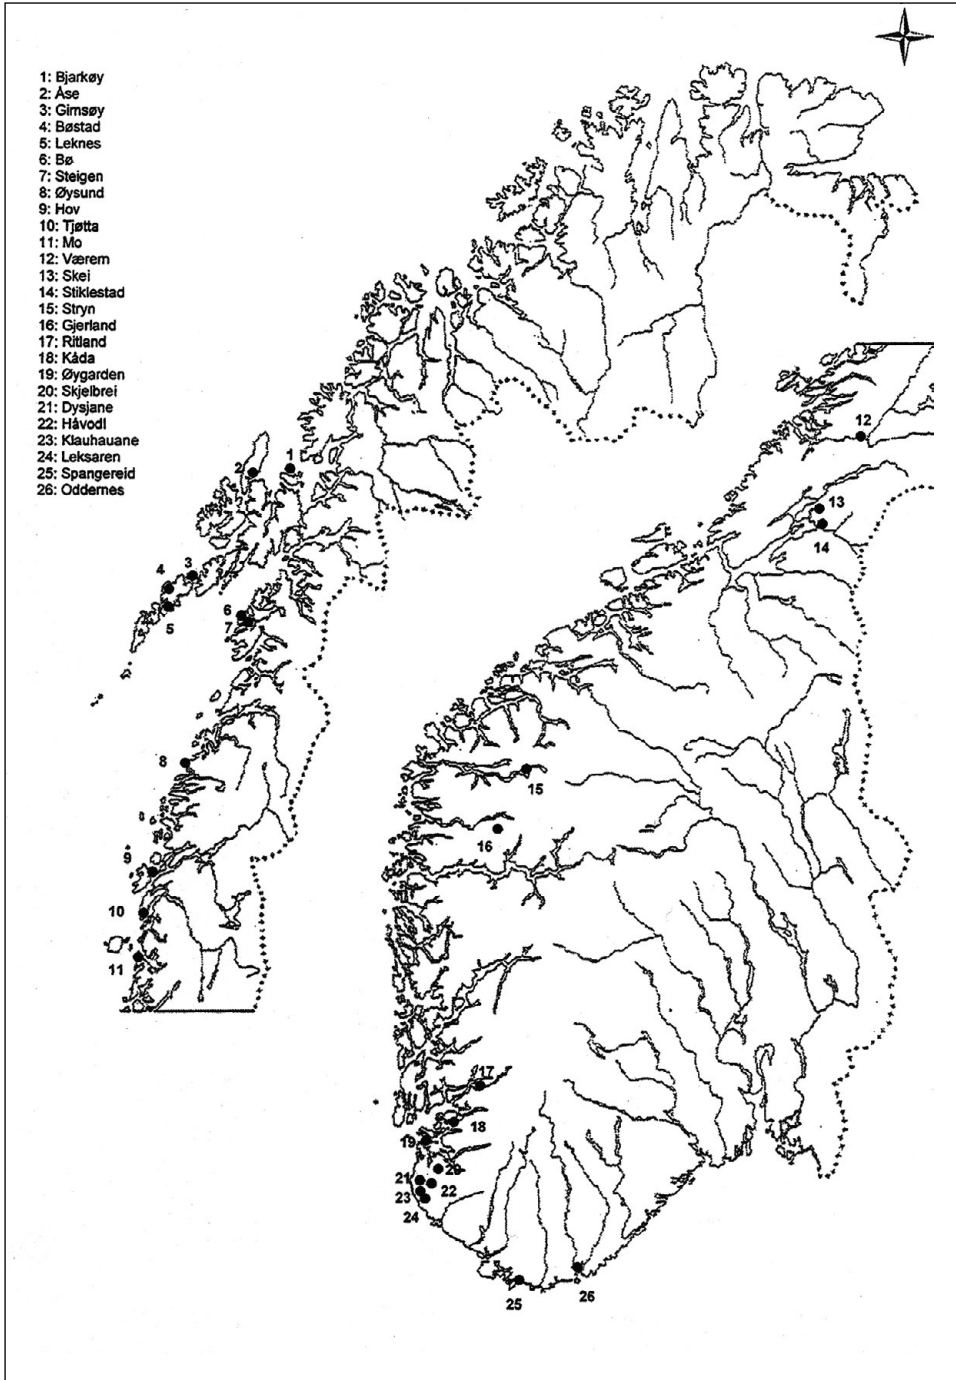 1: Bjarkøy
2: Åse
3: Gimsøy
4: Bøstad
5: Leknes
6: Bø
7: Steigen
8: Øysund
9: Hov
10: Tjøtta
11: Mo
12: Værem
13: Skei
14: Stiklestad
15: Stryn
16: Gjerland
17: Ritland
18: Kåda
19: Øygarden
20: Skjelbrei
21: Dysjane
22: Håvodl
23: Klauhauane
24: Leksaren
25: Spangereid
26: Oddernes
12
2
1
13
14
4
3
5
6
7
8
15
16
9
10
11
17
18
19
20
21
22
23
24
25
26